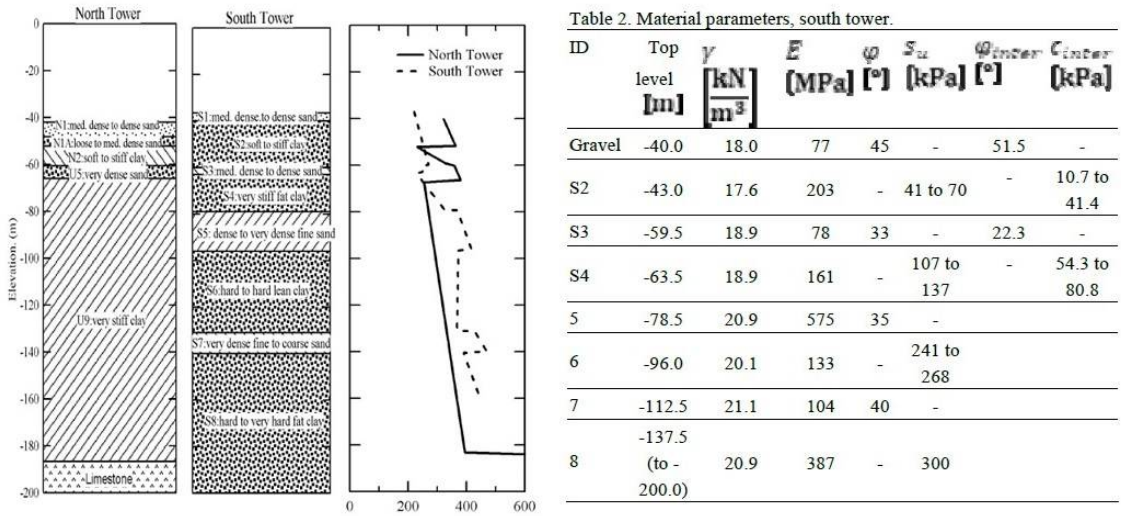 North Tower
South Tower
0
-20
-40
-60
-80
-100
-120
-140
-160
-180
-200
Elevation. (m)
N1:med. dense to dense sand
N1A:loose to med. dense sand
N2:soft to stiff clay
U5:very dense sand
U9:very stiff clay
Limestone
S1:med. dense.to dense sand
S2:soft to stiff clay
S3:med. dense to dense sand
S4:very stiff fat clay
S5: dense to very dense fine sand
S6:hard to hard lean clay
S7:very dense fine to coarse sand
S8:hard to very hard fat clay
North Tower
South Tower
0 200 400 600
Table 2. Material parameters, south tower.
ID Top level [m] γ [kN/m³] E [MPa] φ [°] s_u [kPa] φ_inter [°] c_inter [kPa]
Gravel -40.0 18.0 77 45 - 51.5 -
S2 -43.0 17.6 203 - 41 to 70 - 10.7 to 41.4
S3 -59.5 18.9 78 33 - 22.3 -
S4 -63.5 18.9 161 - 107 to 137 - 54.3 to 80.8
5 -78.5 20.9 575 35 -
6 -96.0 20.1 133 - 241 to 268
7 -112.5 21.1 104 40 -
8 -137.5 (to -200.0) 20.9 387 - 300